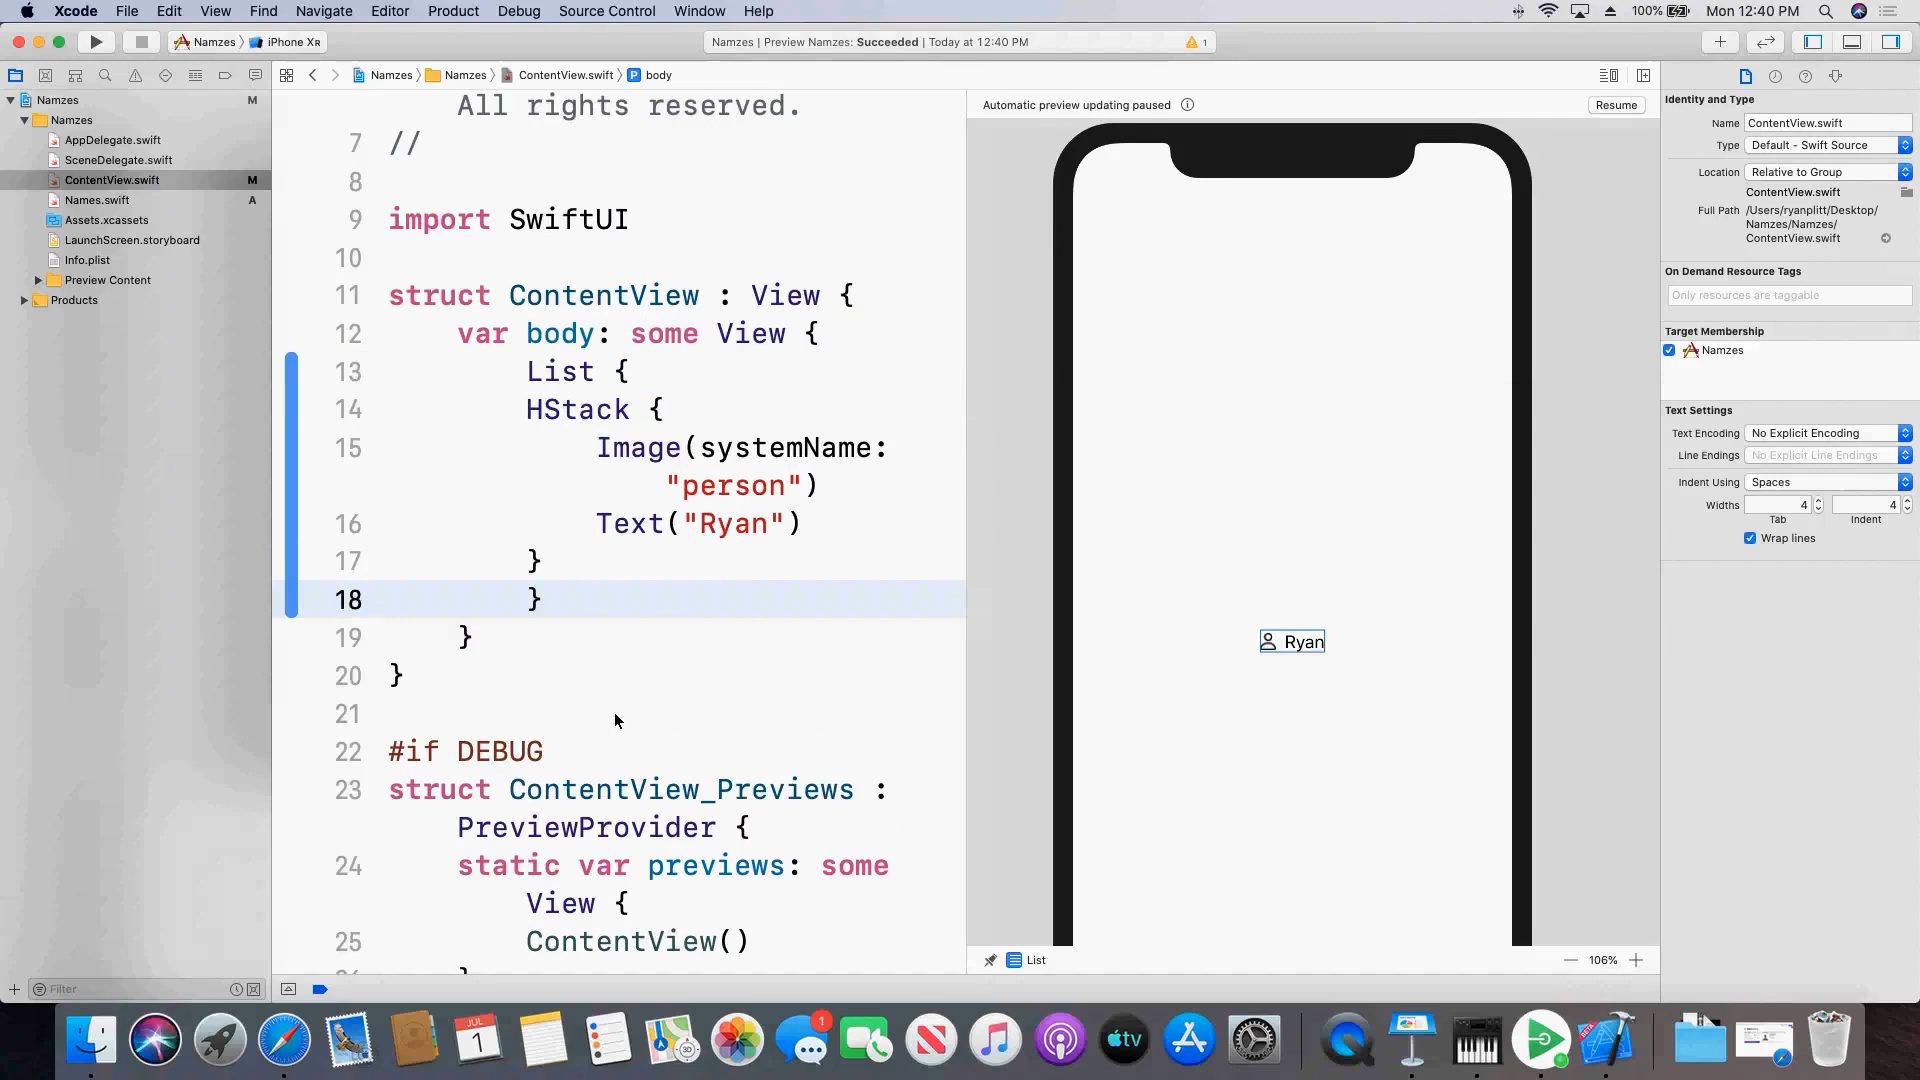 Xcode File Edit View Find Navigate Editor Product Debug Source Control Window Help 100% Mon 12:40 PM
Namzes iPhone XR Namzes | Preview Namzes: Succeeded | Today at 12:40 PM 1
Namzes M
Namzes
AppDelegate.swift
SceneDelegate.swift
ContentView.swift M
Names.swift A
Assets.xcassets
LaunchScreen.storyboard
Info.plist
Preview Content
Products
Filter
Namzes Namzes ContentView.swift P body
All rights reserved.
7 //
8
9 import SwiftUI
10
11 struct ContentView : View {
12 var body: some View {
13 List {
14 HStack {
15 Image(systemName:
"person")
16 Text("Ryan")
17 }
18 }
19 }
20 }
21
22 #if DEBUG
23 struct ContentView_Previews :
PreviewProvider {
24 static var previews: some
View {
25 ContentView()
Automatic preview updating paused Resume
Ryan
List 106%
Identity and Type
Name ContentView.swift
Type Default - Swift Source
Location Relative to Group
ContentView.swift
Full Path /Users/ryanplitt/Desktop/
Namzes/Namzes/
ContentView.swift
On Demand Resource Tags
Only resources are taggable
Target Membership
Namzes
Text Settings
Text Encoding No Explicit Encoding
Line Endings No Explicit Line Endings
Indent Using Spaces
Widths 4 4
Tab Indent
Wrap lines
JUL
1
3D
1
tv
BETA